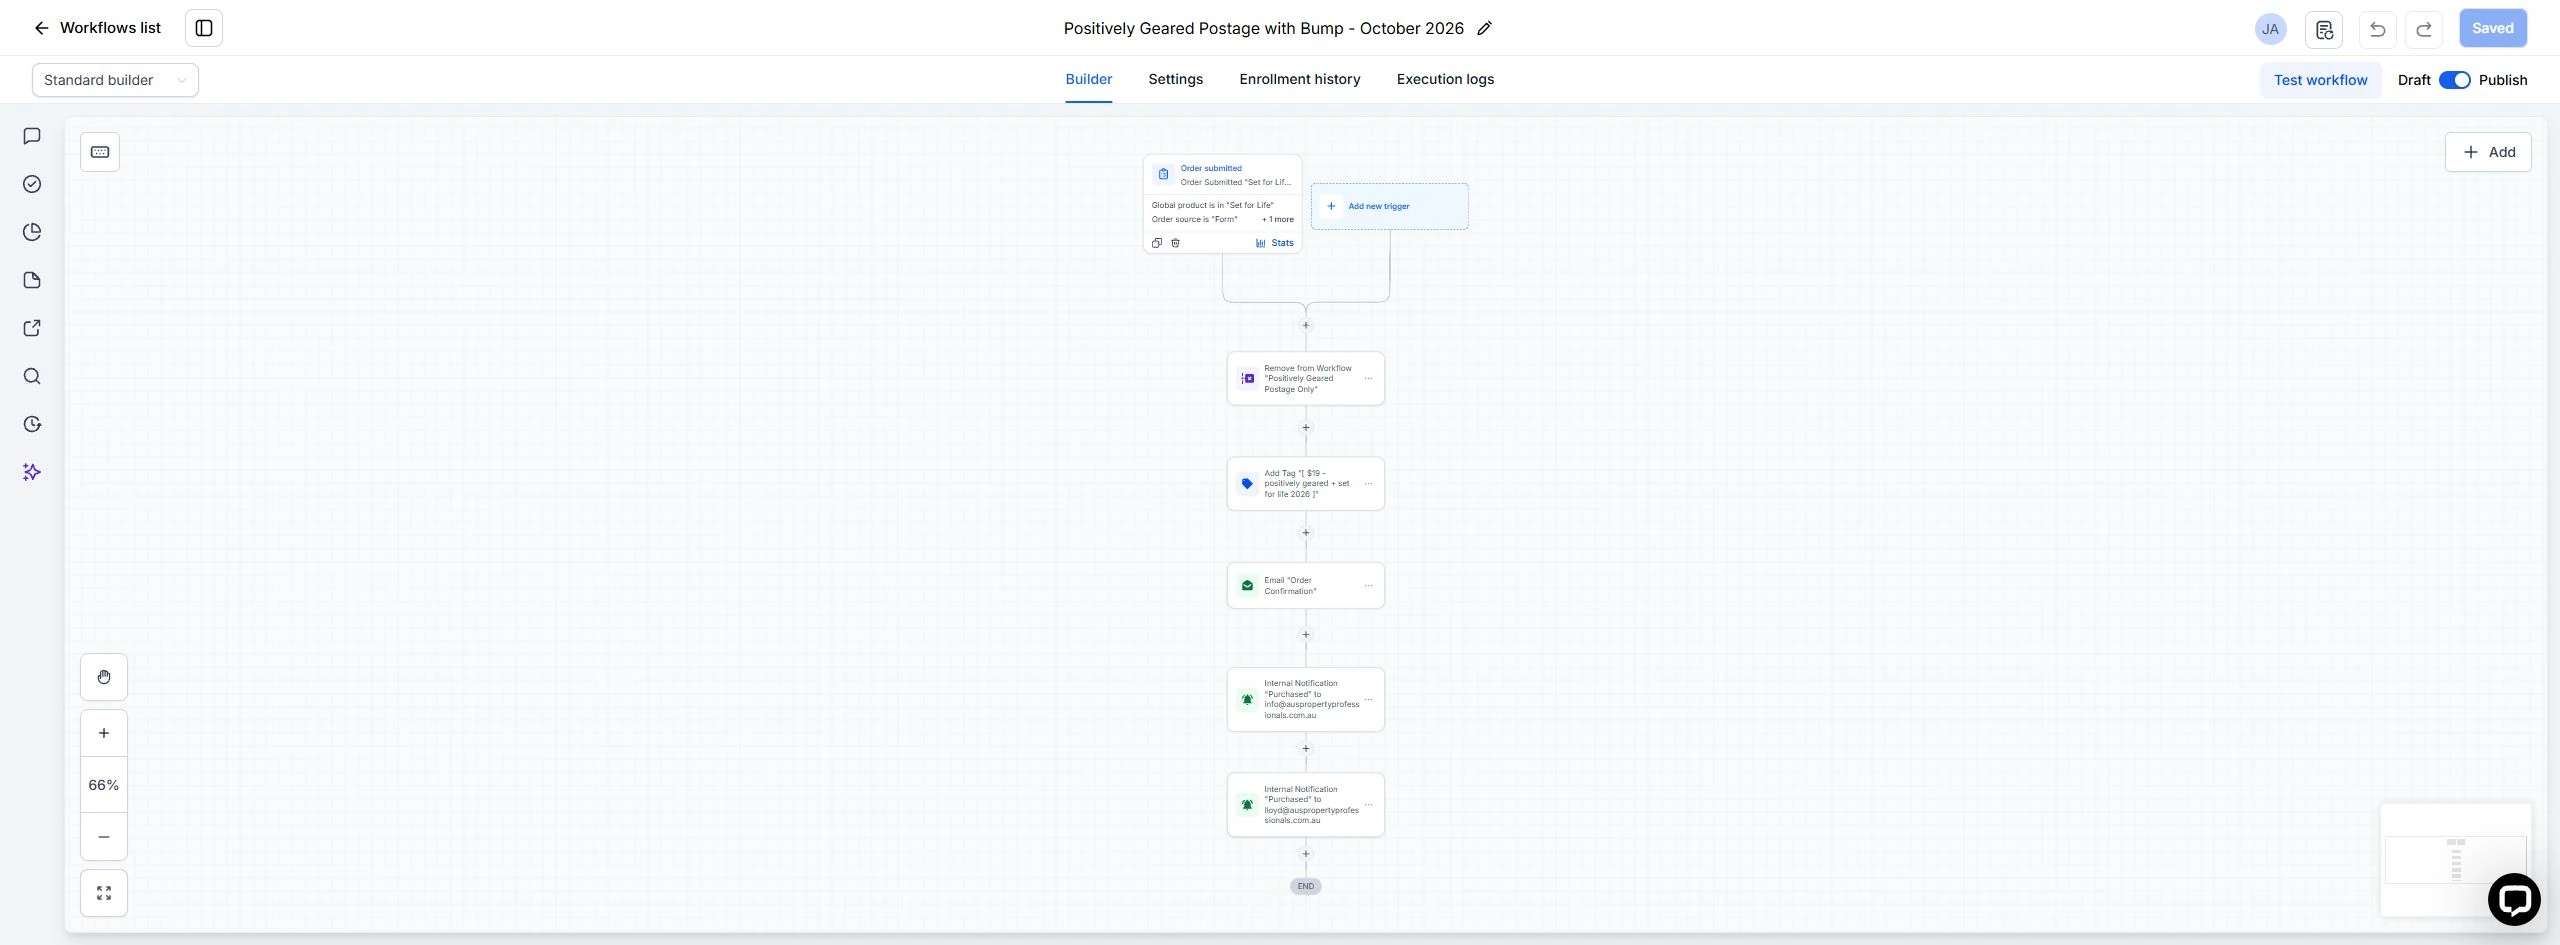 Workflows list
Positively Geared Postage with Bump - October 2026
JA
Saved
Standard builder
Builder
Settings
Enrollment history
Execution logs
Test workflow
Draft
Publish
Add
Order submitted
Order Submitted "Set for Lif...
Global product is in "Set for Life"
Order source is "Form"
+ 1 more
Stats
Add new trigger
Remove from Workflow
"Positively Geared
Postage Only"
Add Tag "[ $19 -
positively geared + set
for life 2026 ]"
Email "Order
Confirmation"
Internal Notification
"Purchased" to
info@auspropertyprofess
ionals.com.au
Internal Notification
"Purchased" to
lloyd@auspropertyprofes
sionals.com.au
END
66%